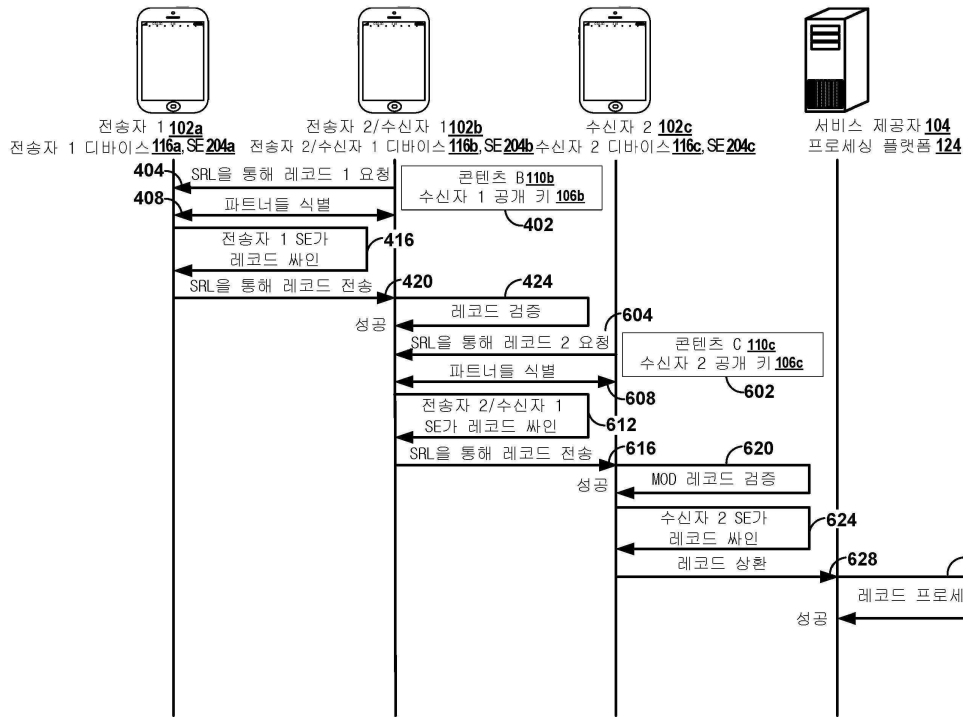 전송자 1 102a
전송자 1 디바이스 116a, SE 204a
전송자 2/수신자 1 102b
전송자 2/수신자 1 디바이스 116b, SE 204b
수신자 2 102c
수신자 2 디바이스 116c, SE 204c
서비스 제공자 104
프로세싱 플랫폼 124
404
SRL을 통해 레코드 1 요청
콘텐츠 B 110b
수신자 1 공개 키 106b
402
408
파트너들 식별
전송자 1 SE가
레코드 싸인
416
SRL을 통해 레코드 전송
420
424
레코드 검증
성공
604
SRL을 통해 레코드 2 요청
콘텐츠 C 110c
수신자 2 공개 키 106c
602
파트너들 식별
608
전송자 2/수신자 1
SE가 레코드 싸인
612
SRL을 통해 레코드 전송
616
620
MOD 레코드 검증
성공
수신자 2 SE가
레코드 싸인
624
레코드 상환
628
레코드 프로세
성공